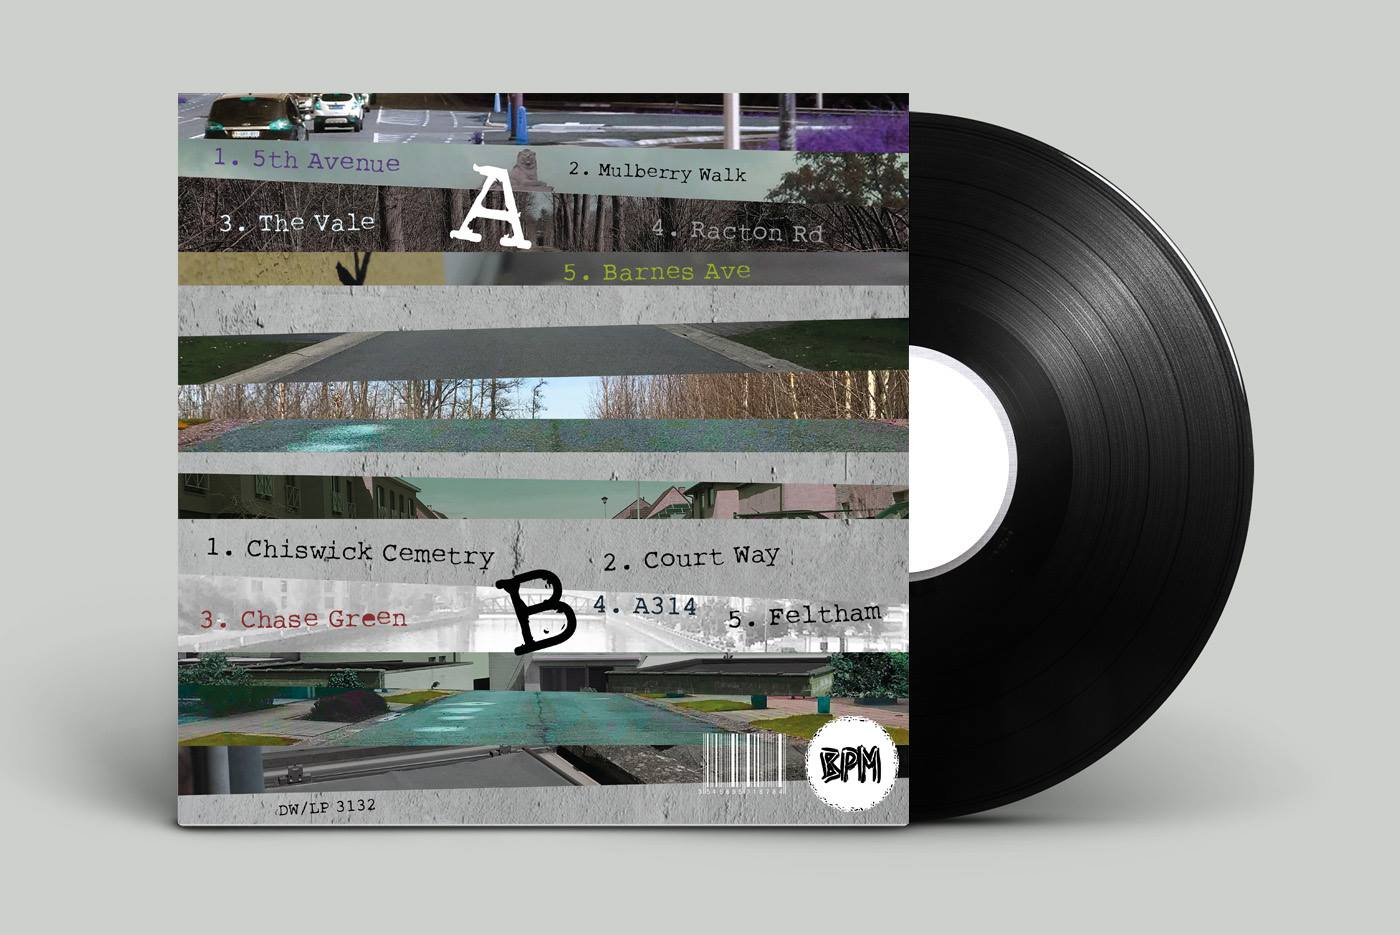 1. 5th Avenue
A
2. Mulberry Walk
3. The Vale
4. Racton Rd
5. Barnes Ave
1. Chiswick Cemetry
2. Court Way
B
3. Chase Green
4. A314
5. Feltham
BPM
DW/LP 3132